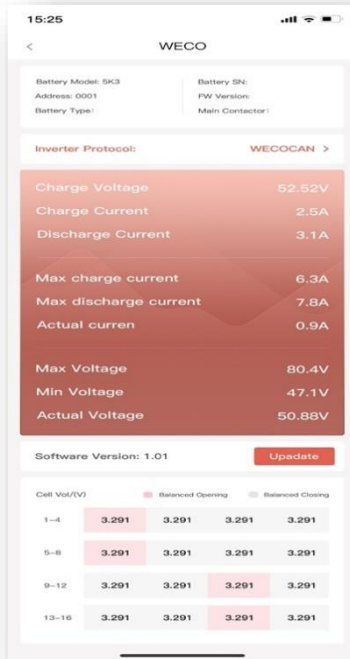 15:25
WECO
Battery Model: 5K3
Battery SN:
Address: 0001
FW Version:
Battery Type:
Main Contactor:
Inverter Protocol:
WECOCAN >
Charge Voltage 52.52V
Charge Current 2.5A
Discharge Current 3.1A
Max charge current 6.3A
Max discharge current 7.8A
Actual curren 0.9A
Max Voltage 80.4V
Min Voltage 47.1V
Actual Voltage 50.88V
Software Version: 1.01 Upadate
Cell Vol/(V) Balanced Opening Balanced Closing
1-4 3.291 3.291 3.291 3.291
5-8 3.291 3.291 3.291 3.291
9-12 3.291 3.291 3.291 3.291
13-16 3.291 3.291 3.291 3.291